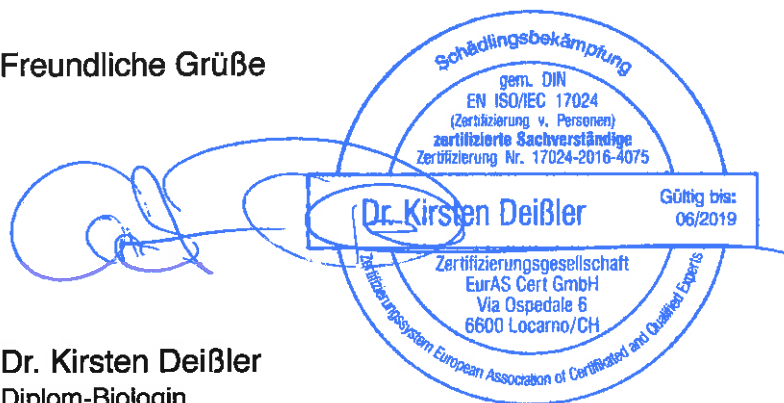 Freundliche Grüße
Schädlingsbekämpfung
gem. DIN
EN ISO/IEC 17024
(Zertifizierung v. Personen)
zertifizierte Sachverständige
Zertifizierung Nr. 17024-2016-4075
Dr. Kirsten Deißler
Gültig bis:
06/2019
Zertifizierungsgesellschaft
EurAS Cert GmbH
Via Ospedale 6
6600 Locarno/CH
Zertifizierungssystem European Association of Certificated and Qualified Experts
Dr. Kirsten Deißler
Diplom-Biologin